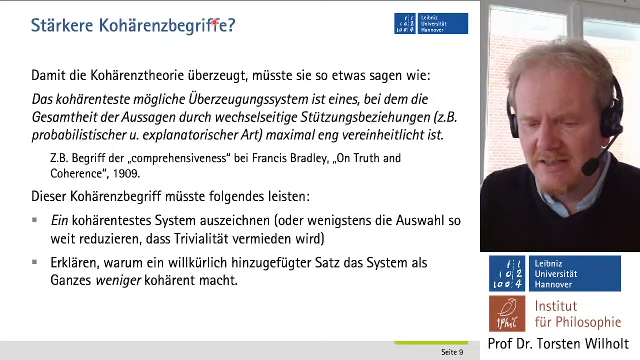 Stärkere Kohärenzbegriffe?
Leibniz
Universität
Hannover
Damit die Kohärenztheorie überzeugt, müsste sie so etwas sagen wie:
Das kohärenteste mögliche Überzeugungssystem ist eines, bei dem die
Gesamtheit der Aussagen durch wechselseitige Stützungsbeziehungen (z.B.
probabilistischer u. explanatorischer Art) maximal eng vereinheitlicht ist.
Z.B. Begriff der „comprehensiveness" bei Francis Bradley, „On Truth and
Coherence", 1909.
Dieser Kohärenzbegriff müsste folgendes leisten:
Ein kohärentestes System auszeichnen (oder wenigstens die Auswahl so
weit reduzieren, dass Trivialität vermieden wird)
Erklären, warum ein willkürlich hinzugefügter Satz das System als
Ganzes weniger kohärent macht.
Seite 9
Leibniz
Universität
Hannover
Institut
für Philosophie
Prof Dr. Torsten Wilholt